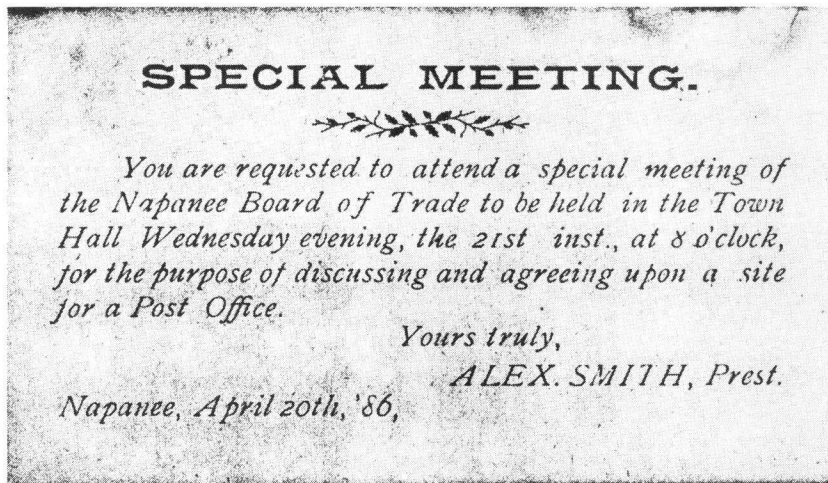 SPECIAL MEETING.
You are requested to attend a special meeting of
the Napanee Board of Trade to be held in the Town
Hall Wednesday evening, the 21st inst., at 8 o'clock,
for the purpose of discussing and agreeing upon a site
for a Post Office.
Yours truly,
ALEX. SMITH, Prest.
Napanee, April 20th, '86,